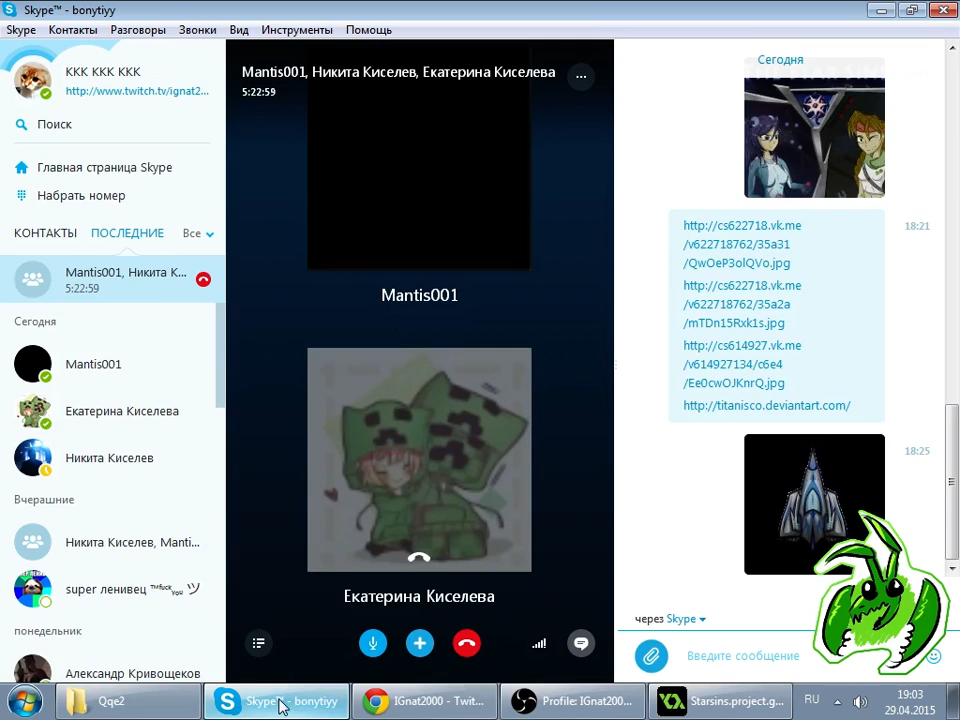 Skype™ - bonytiyy
Skype Контакты Разговоры Звонки Вид Инструменты Помощь
KKK KKK KKK
http://www.twitch.tv/ignat2...
Поиск
Главная страница Skype
Набрать номер
КОНТАКТЫ ПОСЛЕДНИЕ Все
Mantis001, Никита К...
5:22:59
Сегодня
Mantis001
Екатерина Киселева
Никита Киселев
Вчерашние
Никита Киселев, Manti...
super ленивец ™fuck_you ツ
понедельник
Александр Кривощеков
Mantis001, Никита Киселев, Екатерина Киселева
5:22:59
Mantis001
Екатерина Киселева
Сегодня
http://cs622718.vk.me
/v622718762/35a31
/QwOeP3olQVo.jpg
18:21
http://cs622718.vk.me
/v622718762/35a2a
/mTDn15Rxk1s.jpg
http://cs614927.vk.me
/v614927134/c6e4
/Ee0cwOJKnrQ.jpg
http://titanisco.deviantart.com/
18:25
через Skype
Введите сообщение
Qqe2
Skype™ - bonytiyy
IGnat2000 - Twit...
Profile: IGnat200...
Starsins.project.g...
RU
19:03
29.04.2015